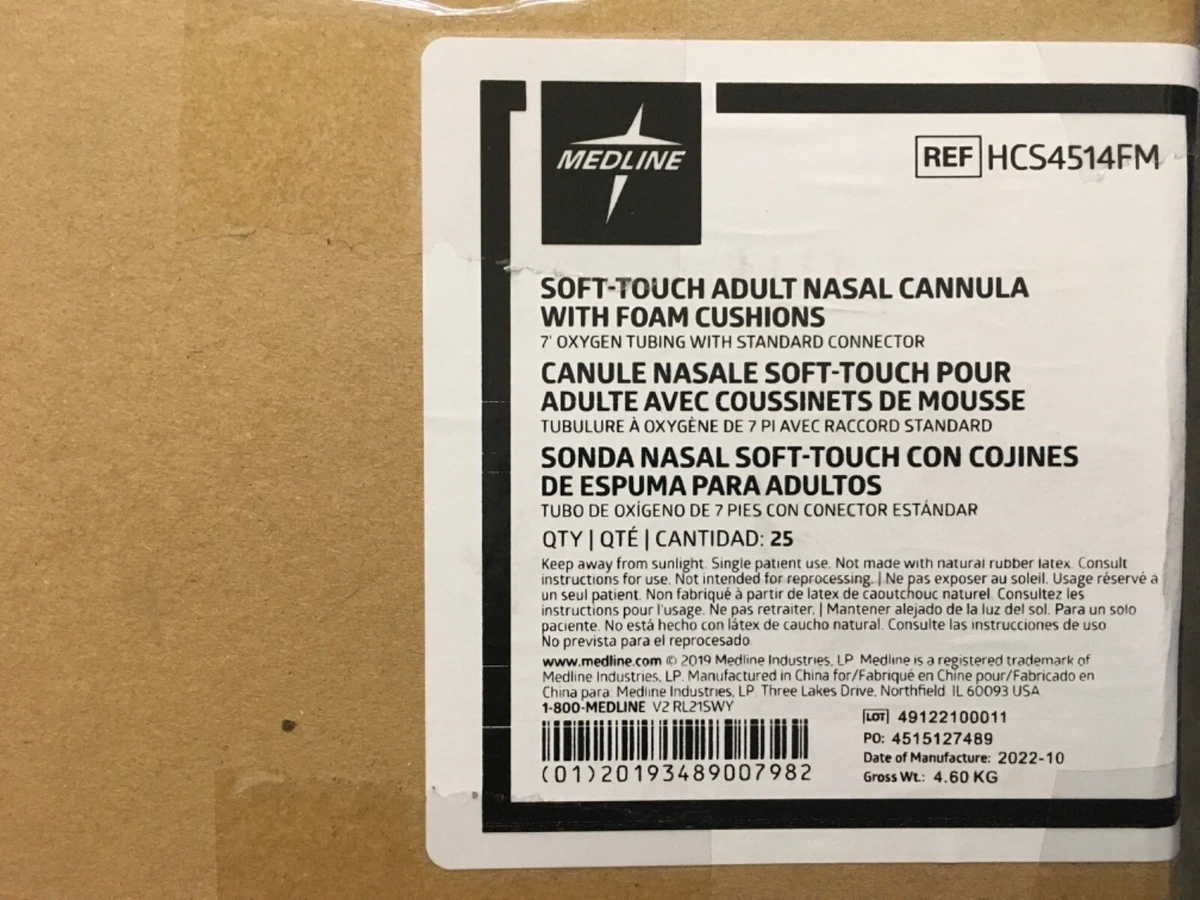 MEDLINE
REF HCS4514FM
SOFT-TOUCH ADULT NASAL CANNULA
WITH FOAM CUSHIONS
7' OXYGEN TUBING WITH STANDARD CONNECTOR
CANULE NASALE SOFT-TOUCH POUR
ADULTE AVEC COUSSINETS DE MOUSSE
TUBULURE À OXYGÈNE DE 7 PI AVEC RACCORD STANDARD
SONDA NASAL SOFT-TOUCH CON COJINES
DE ESPUMA PARA ADULTOS
TUBO DE OXÍGENO DE 7 PIES CON CONECTOR ESTÁNDAR
QTY | QTÉ | CANTIDAD: 25
Keep away from sunlight. Single patient use. Not made with natural rubber latex. Consult
instructions for use. Not intended for reprocessing. | Ne pas exposer au soleil. Usage réservé à
un seul patient. Non fabriqué à partir de latex de caoutchouc naturel. Consultez les
instructions pour l'usage. Ne pas retraiter. | Mantener alejado de la luz del sol. Para un solo
paciente. No está hecho con látex de caucho natural. Consulte las instrucciones de uso
No prevista para el reprocesado.
www.medline.com © 2019 Medline Industries, LP Medline is a registered trademark of
Medline Industries, LP. Manufactured in China for/Fabriqué en Chine pour/Fabricado en
China para: Medline Industries, LP Three Lakes Drive, Northfield, IL 60093 USA
1-800-MEDLINE V2 RL21SWY
(01)20193489007982
LOT 49122100011
PO: 4515127489
Date of Manufacture: 2022-10
Gross Wt.: 4.60 KG